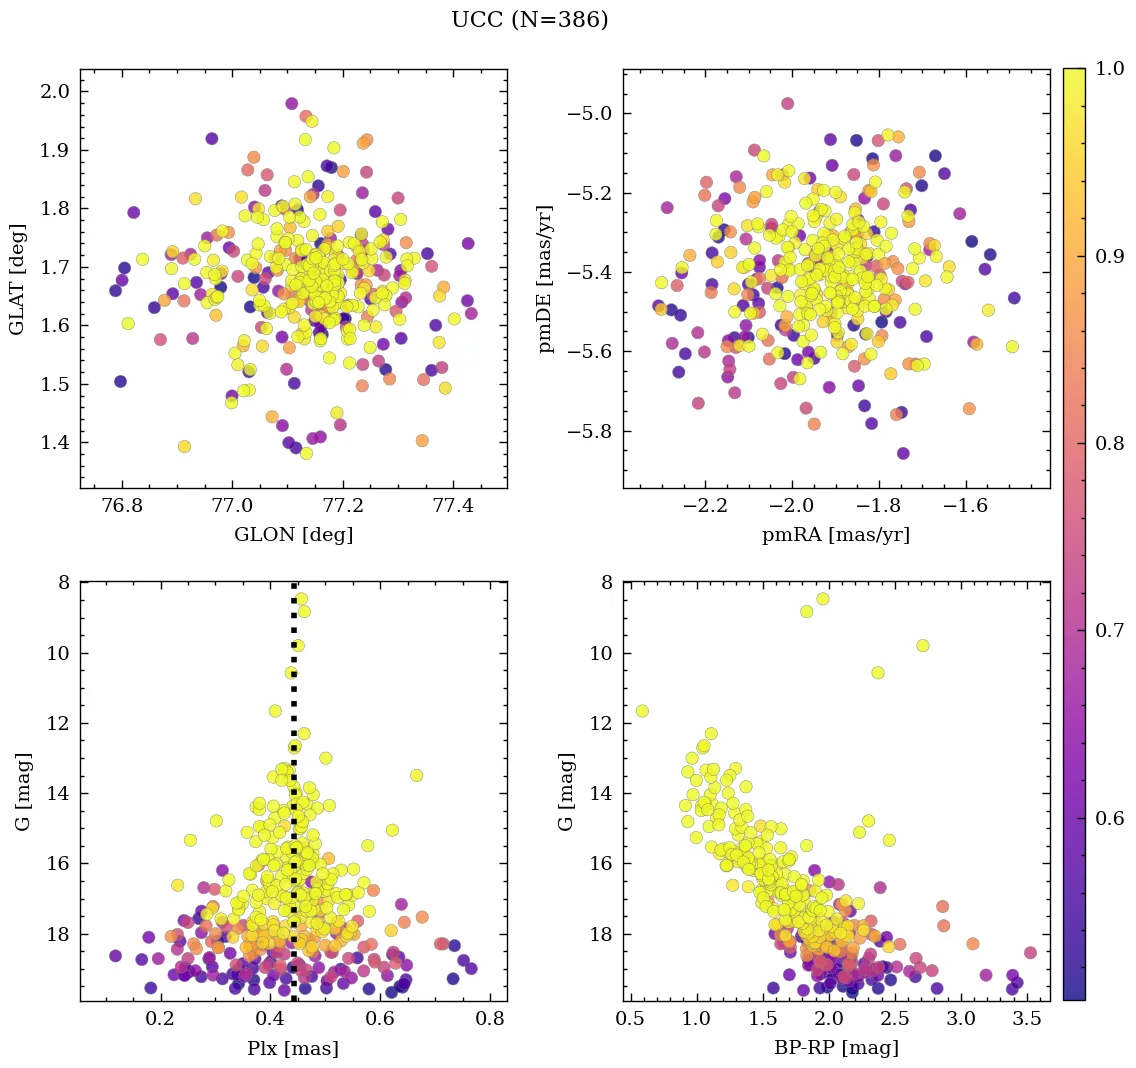 UCC (N=386)
2.0
1.9
1.8
1.7
1.6
1.5
1.4
GLAT [deg]
76.8 77.0 77.2 77.4
GLON [deg]
−5.0
−5.2
−5.4
−5.6
−5.8
pmDE [mas/yr]
−2.2 −2.0 −1.8 −1.6
pmRA [mas/yr]
1.0
0.9
0.8
0.7
0.6
8
10
12
14
16
18
G [mag]
0.2 0.4 0.6 0.8
Plx [mas]
8
10
12
14
16
18
G [mag]
0.5 1.0 1.5 2.0 2.5 3.0 3.5
BP-RP [mag]